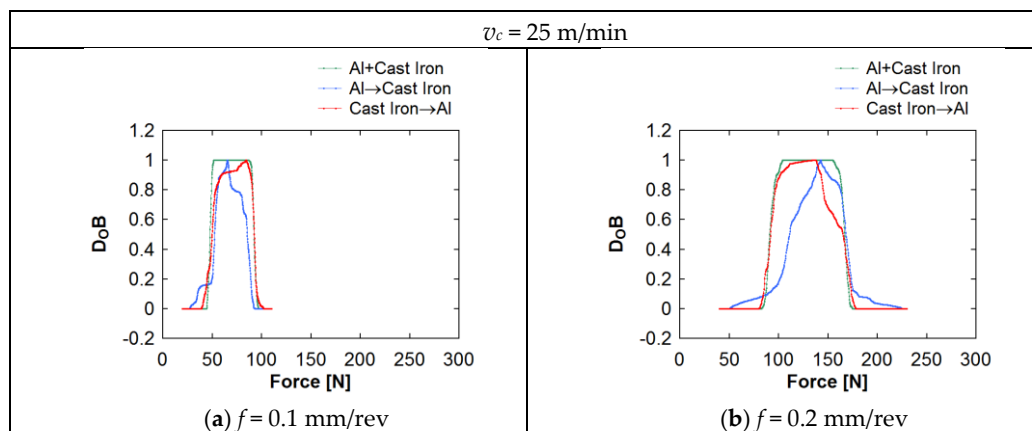 v_c = 25 m/min
Al+Cast Iron
Al→Cast Iron
Cast Iron→Al
1.2
1
0.8
0.6
0.4
0.2
0
-0.2
DOB
0 50 100 150 200 250 300
Force [N]
(a) f = 0.1 mm/rev
Al+Cast Iron
Al→Cast Iron
Cast Iron→Al
1.2
1
0.8
0.6
0.4
0.2
0
-0.2
DOB
0 50 100 150 200 250 300
Force [N]
(b) f = 0.2 mm/rev